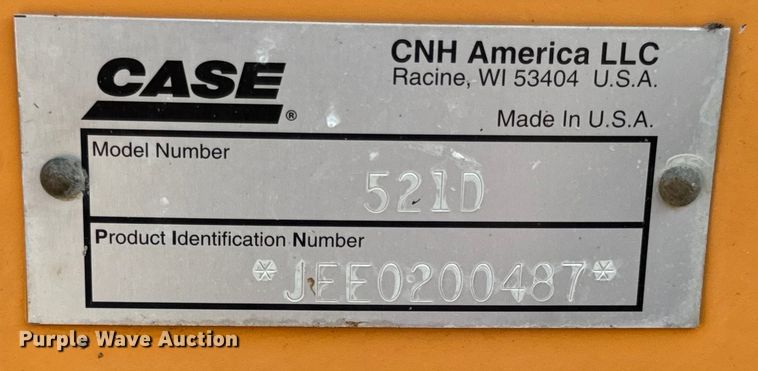 CASE®
CNH America LLC
Racine, WI 53404 U.S.A.
Made In U.S.A.
Model Number
521D
Product Identification Number
*JEE0200487*
Purple Wave Auction